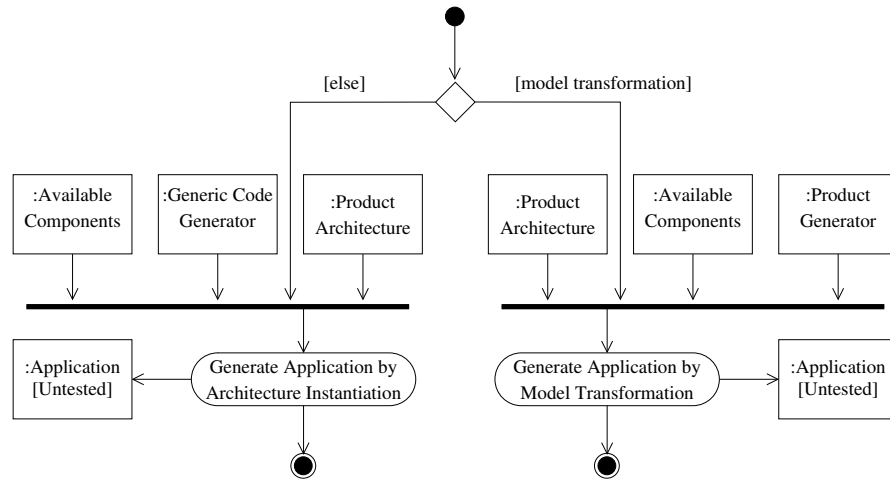 [else]
[model transformation]
:Available
Components
:Generic Code
Generator
:Product
Architecture
:Product
Architecture
:Available
Components
:Product
Generator
:Application
[Untested]
Generate Application by
Architecture Instantiation
Generate Application by
Model Transformation
:Application
[Untested]